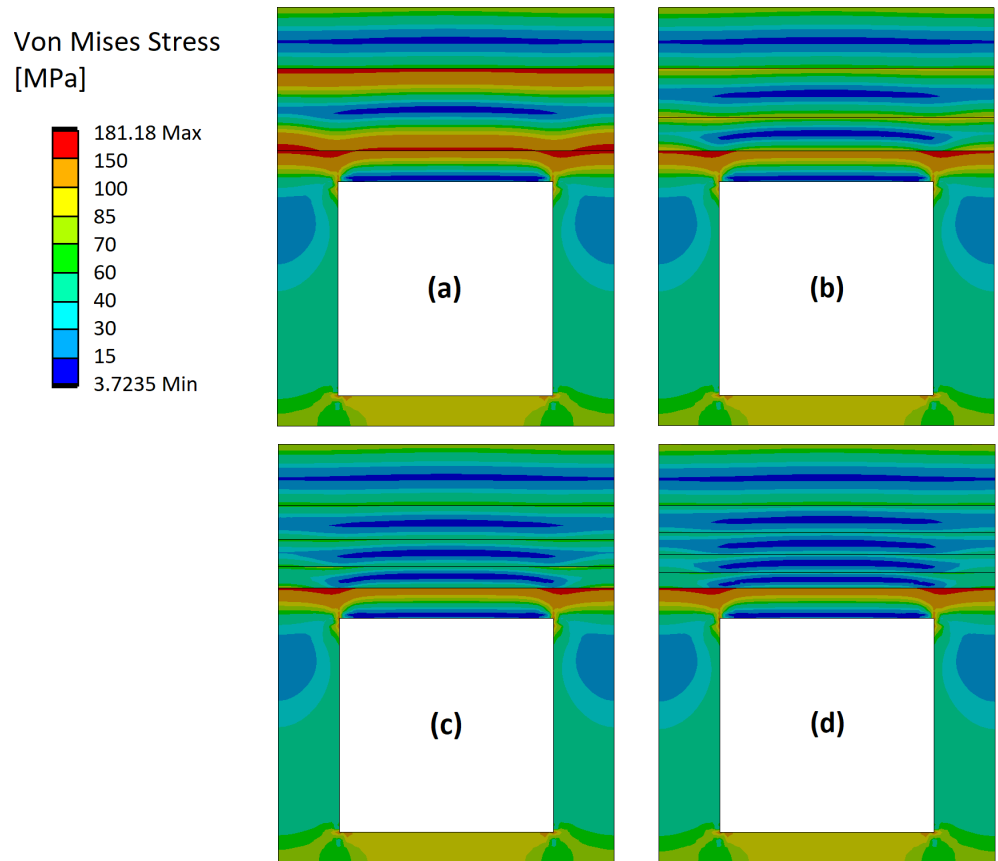 Von Mises Stress
[MPa]
181.18 Max
150
100
85
70
60
40
30
15
3.7235 Min
(a)
(b)
(c)
(d)